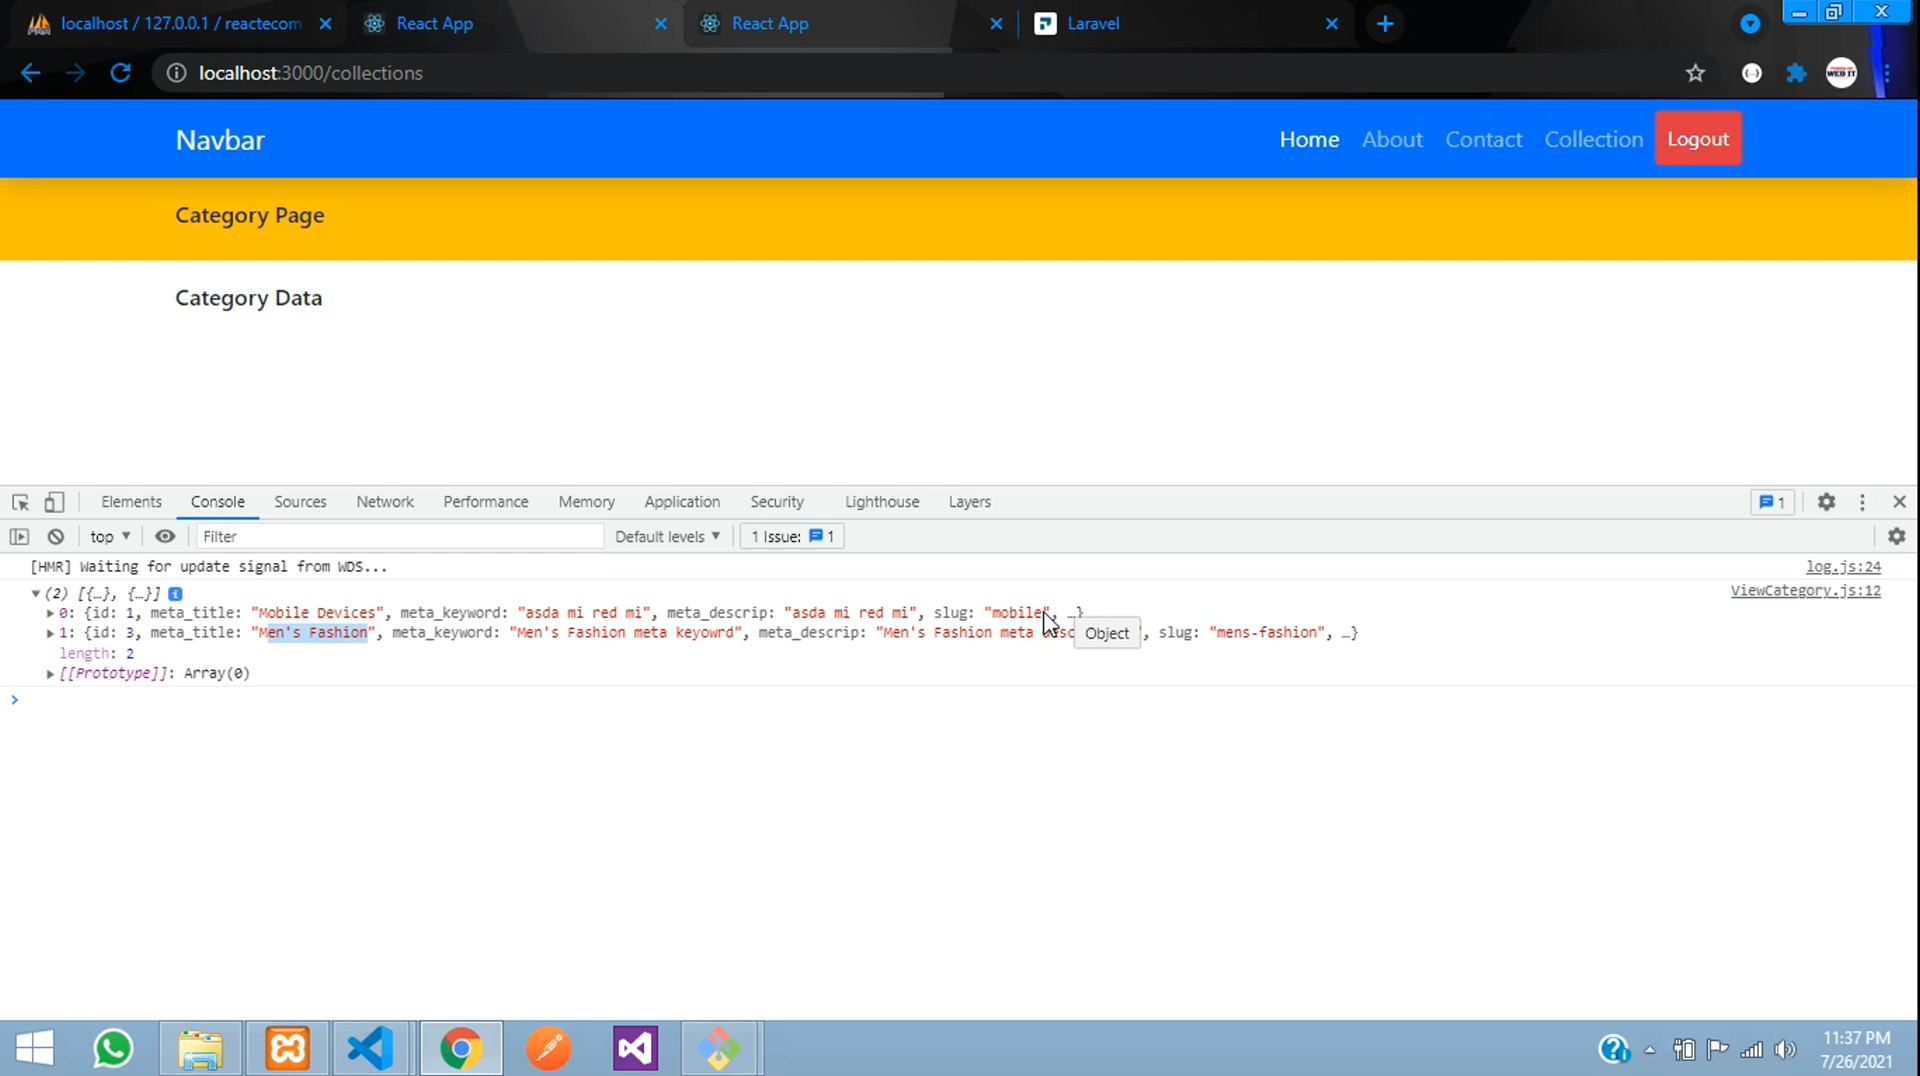 localhost / 127.0.0.1 / reactecom
React App
React App
Laravel
localhost:3000/collections
Navbar
Home
About
Contact
Collection
Logout
Category Page
Category Data
Elements
Console
Sources
Network
Performance
Memory
Application
Security
Lighthouse
Layers
1
top
Filter
Default levels
1 Issue: 1
[HMR] Waiting for update signal from WDS... log.js:24
(2) [{…}, {…}] ViewCategory.js:12
0: {id: 1, meta_title: "Mobile Devices", meta_keyword: "asda mi red mi", meta_descrip: "asda mi red mi", slug: "mobile", …}
1: {id: 3, meta_title: "Men's Fashion", meta_keyword: "Men's Fashion meta keyowrd", meta_descrip: "Men's Fashion meta ", slug: "mens-fashion", …}
Object
length: 2
[[Prototype]]: Array(0)
11:37 PM
7/26/2021